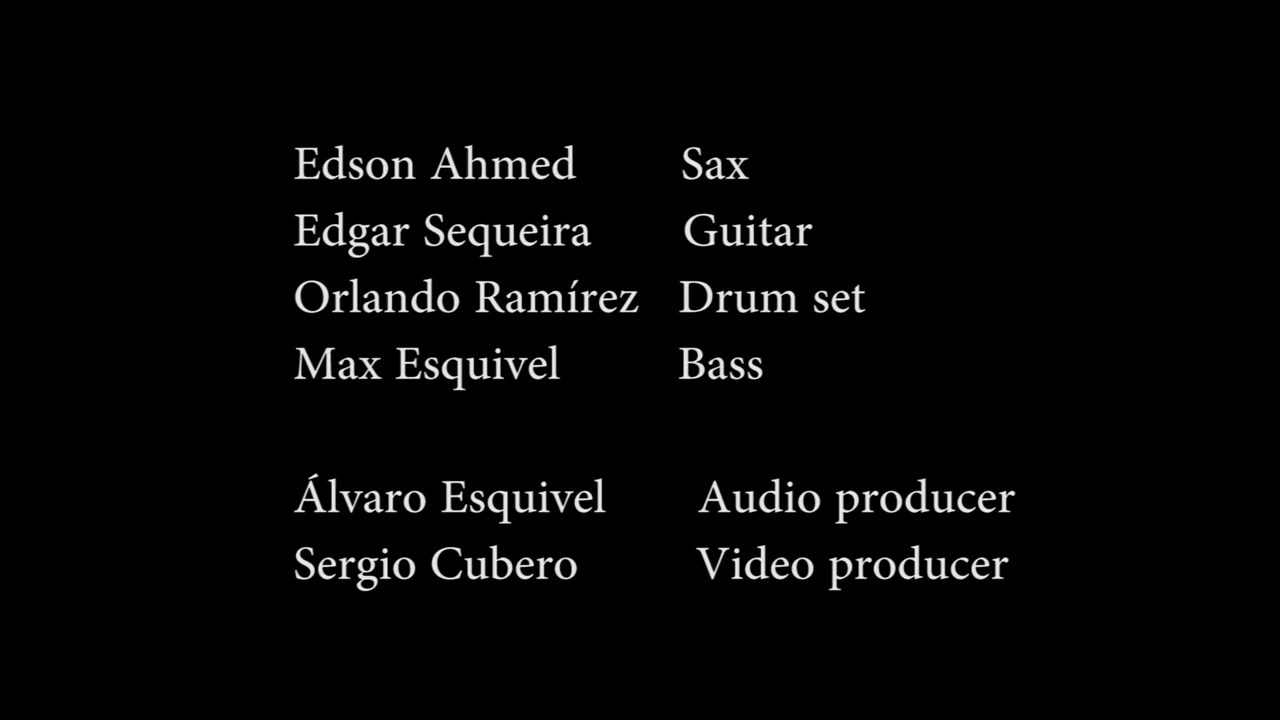 Edson Ahmed Sax
Edgar Sequeira Guitar
Orlando Ramírez Drum set
Max Esquivel Bass
Álvaro Esquivel Audio producer
Sergio Cubero Video producer